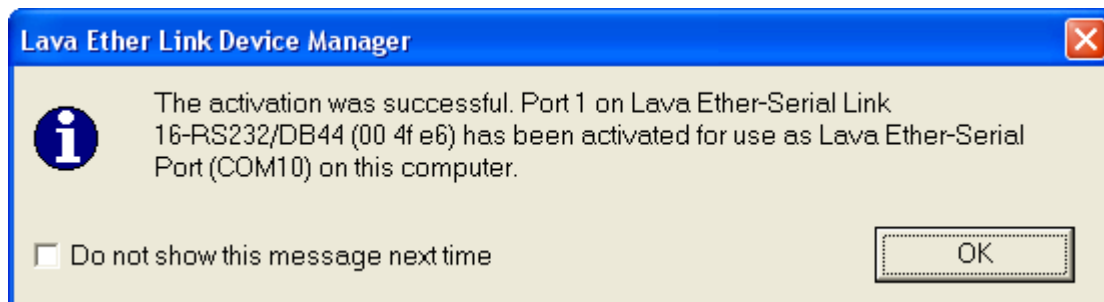 Lava Ether Link Device Manager
The activation was successful. Port 1 on Lava Ether-Serial Link
16-RS232/DB44 (00 4f e6) has been activated for use as Lava Ether-Serial
Port (COM10) on this computer.
Do not show this message next time
OK